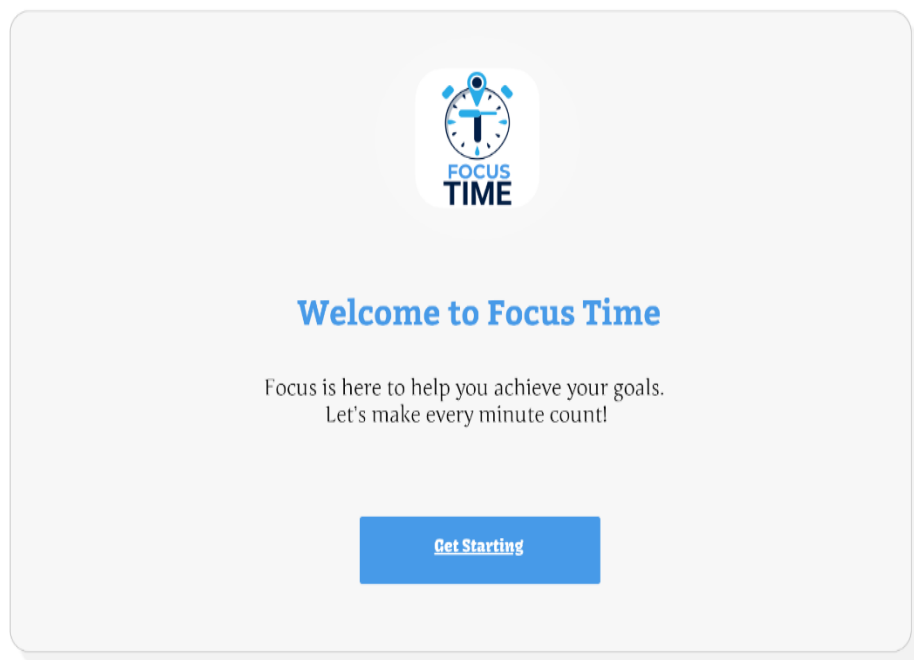 FOCUS
TIME
Welcome to Focus Time
Focus is here to help you achieve your goals.
Let's make every minute count!
Get Starting